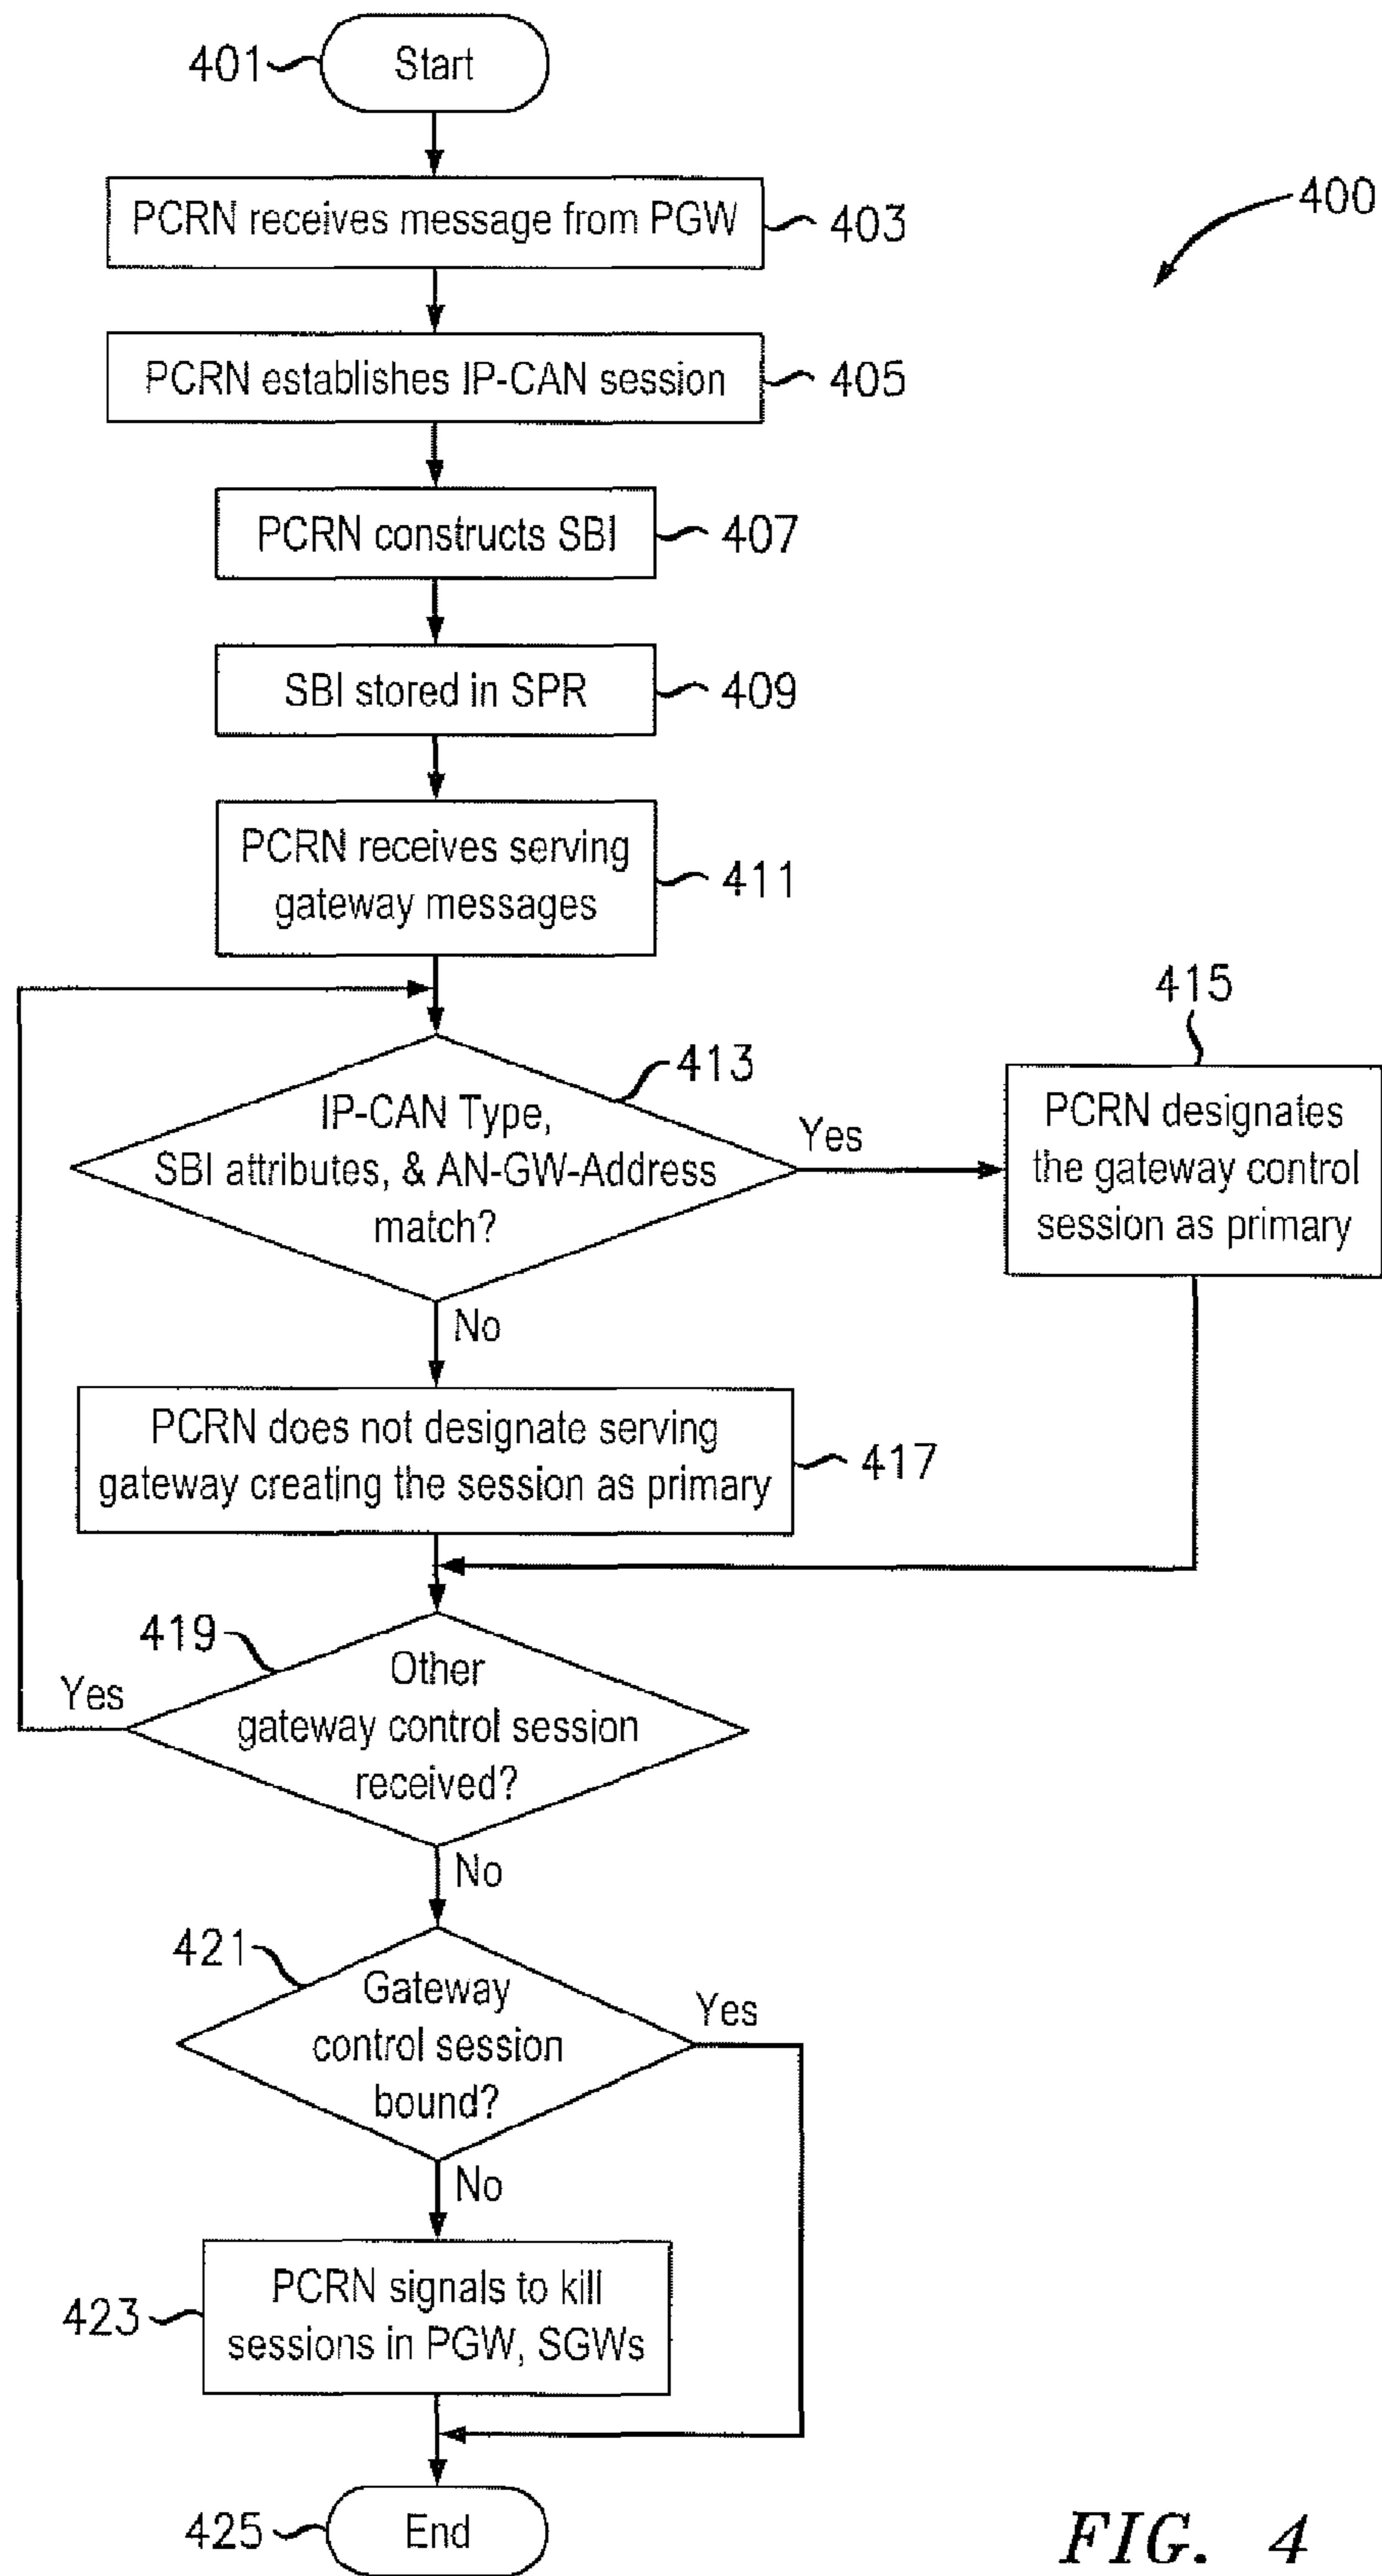 401
Start
PCRN receives message from PGW
403
400
PCRN establishes IP-CAN session
405
PCRN constructs SBI
407
SBI stored in SPR
409
PCRN receives serving
gateway messages
411
413
IP-CAN Type,
SBI attributes, & AN-GW-Address
match?
Yes
415
PCRN designates
the gateway control
session as primary
No
PCRN does not designate serving
gateway creating the session as primary
417
419
Other
gateway control session
received?
Yes
No
421
Gateway
control session
bound?
Yes
No
PCRN signals to kill
sessions in PGW, SGWs
423
425
End
FIG. 4